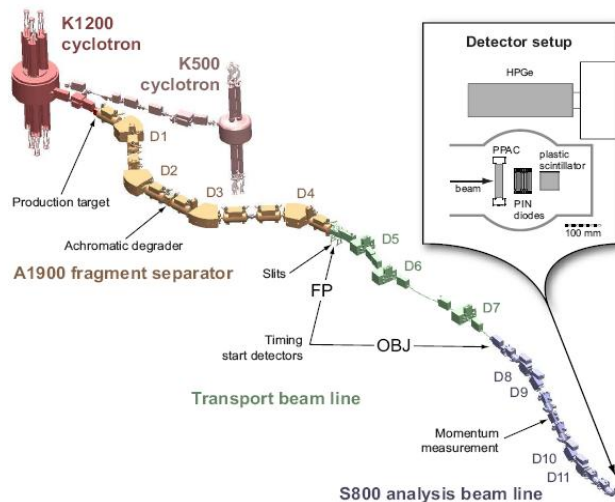 K1200
cyclotron
K500
cyclotron
Detector setup
HPGe
PPAC
plastic
scintillator
beam
PIN
diodes
100 mm
D1
D2
D3
D4
Production target
Achromatic degrader
A1900 fragment separator
Slits
D5
D6
FP
D7
Timing
start detectors
OBJ
D8
D9
Transport beam line
Momentum
measurement
D10
D11
S800 analysis beam line